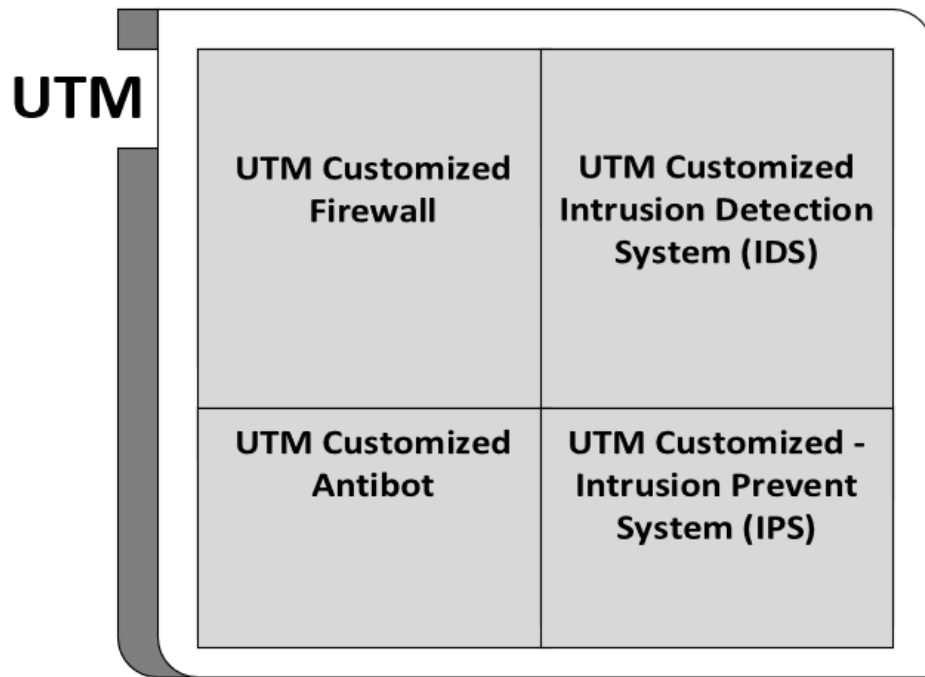 UTM
UTM Customized
Firewall
UTM Customized
Intrusion Detection
System (IDS)
UTM Customized
Antibot
UTM Customized -
Intrusion Prevent
System (IPS)